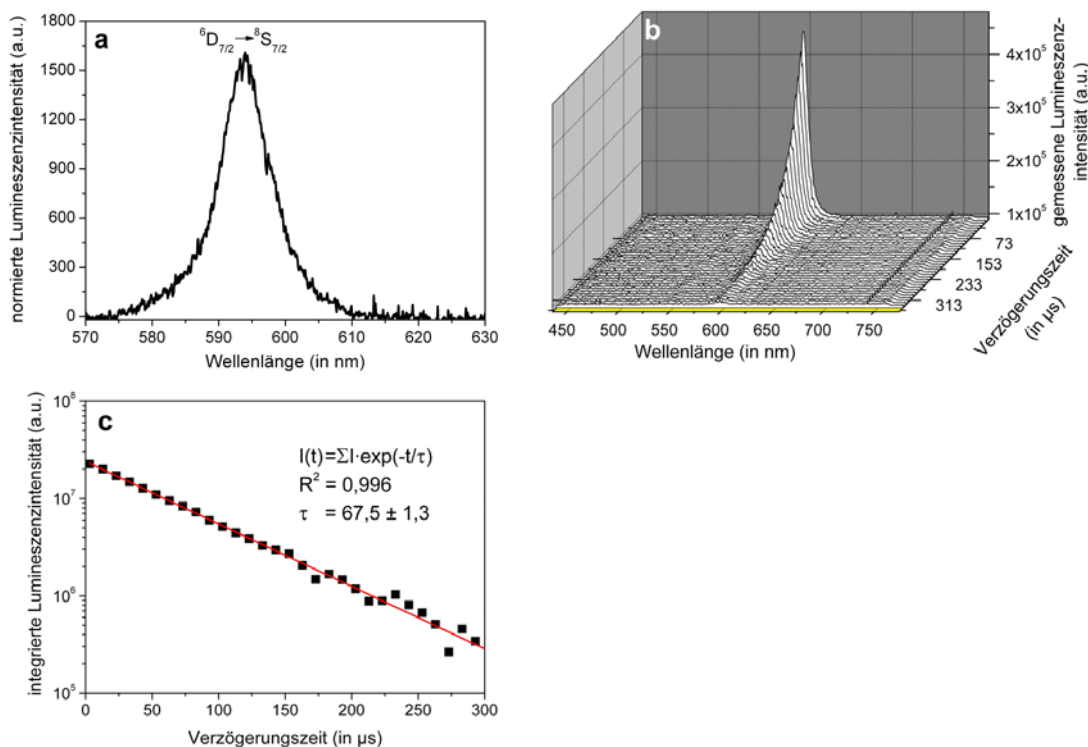 a
⁶D₇/₂ → ⁸S₇/₂
normierte Lumineszenzintensität (a.u.)
1800
1500
1200
900
600
300
0
570 580 590 600 610 620 630
Wellenlänge (in nm)
b
4x10⁵
3x10⁵
2x10⁵
1x10⁵
gemessene Lumineszenz-
intensität (a.u.)
73
153
233
313
Verzögerungszeit
(in µs)
450 500 550 600 650 700 750
Wellenlänge (in nm)
c
integrierte Lumineszenzintensität (a.u.)
10⁸
10⁷
10⁶
10⁵
I(t)=ΣI·exp(-t/τ)
R² = 0,996
τ = 67,5 ± 1,3
0 50 100 150 200 250 300
Verzögerungszeit (in µs)